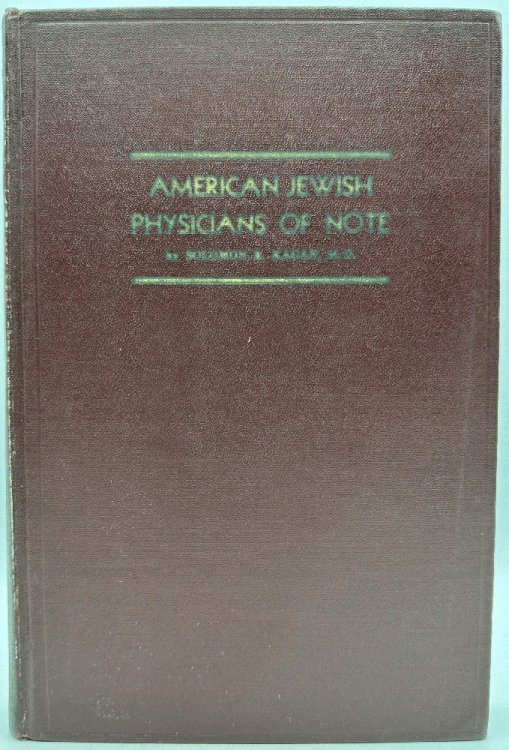 AMERICAN JEWISH
PHYSICIANS OF NOTE
BY SOLOMON R. KAGAN, M.D.